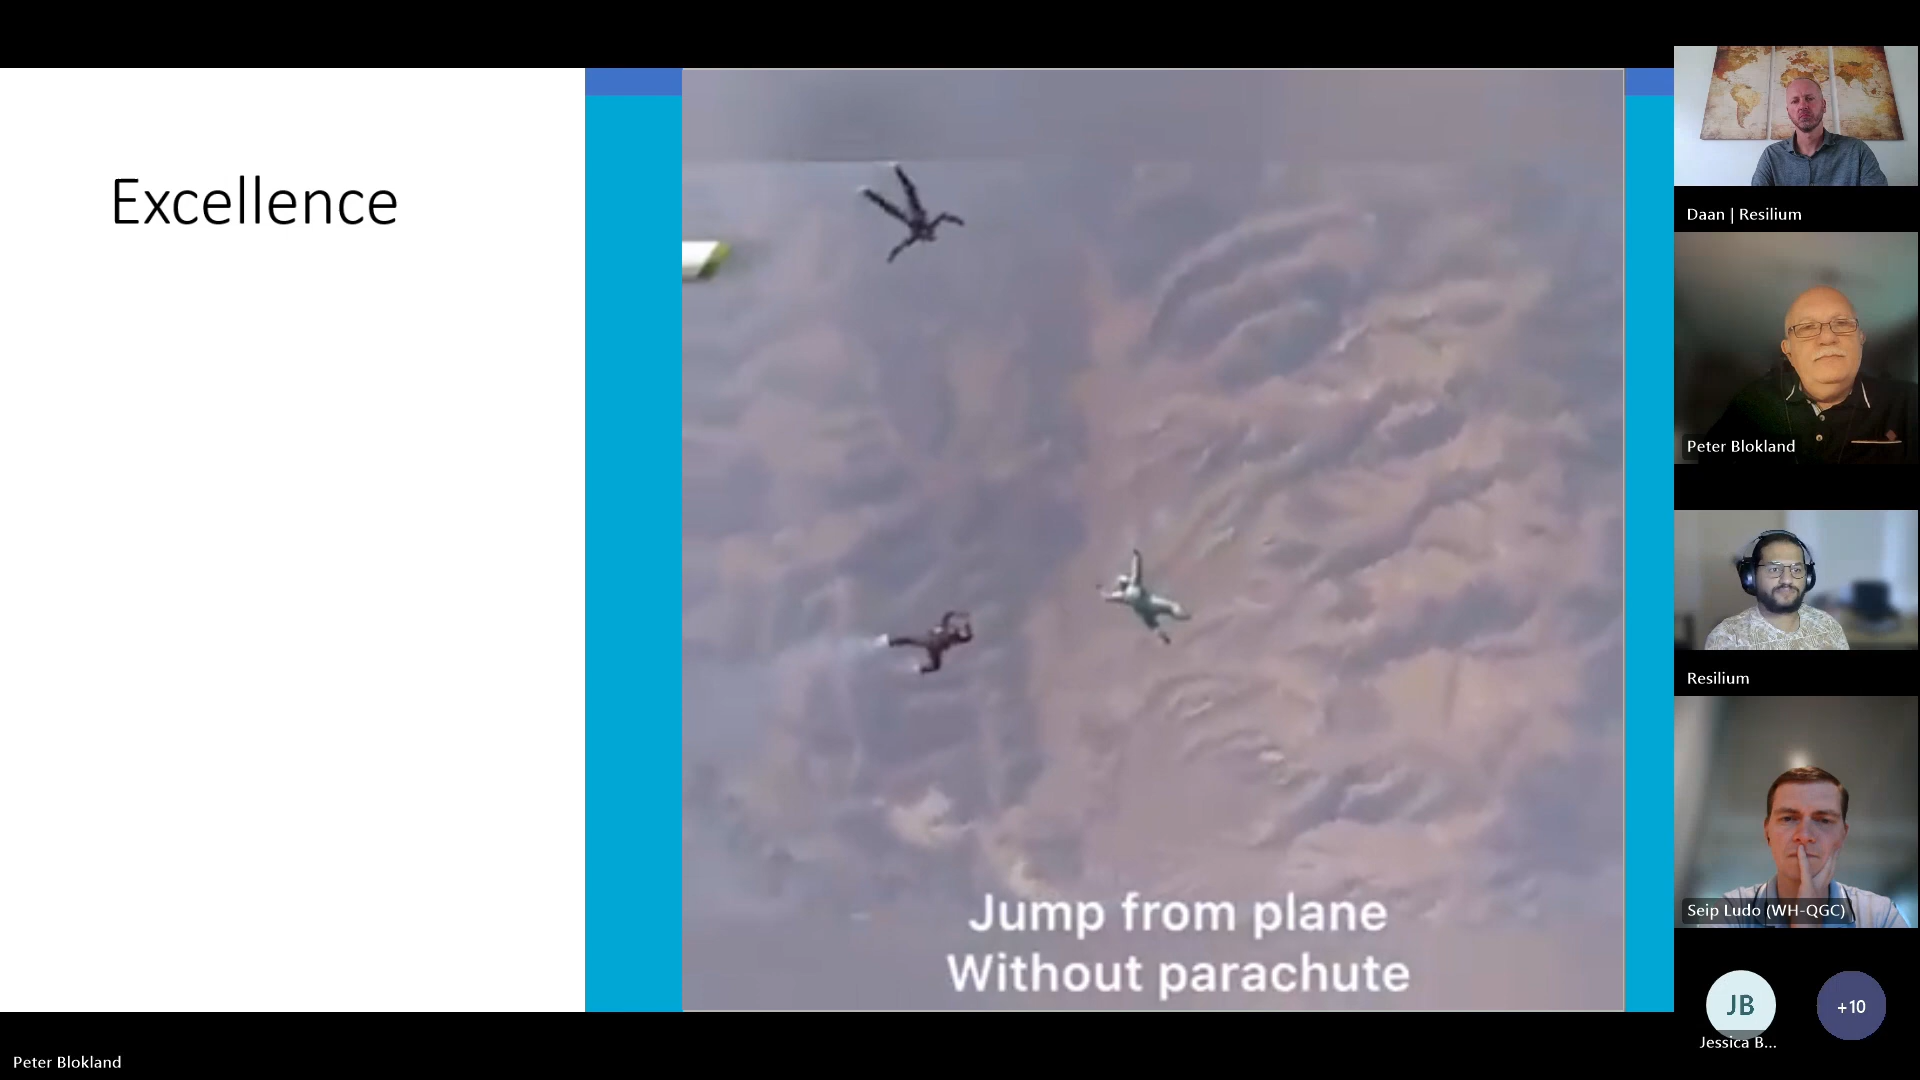 Excellence
Jump from plane
Without parachute
Daan | Resilium
Peter Blokland
Resilium
Seip Ludo (WH-QGC)
JB
+10
Jessica B...
Peter Blokland